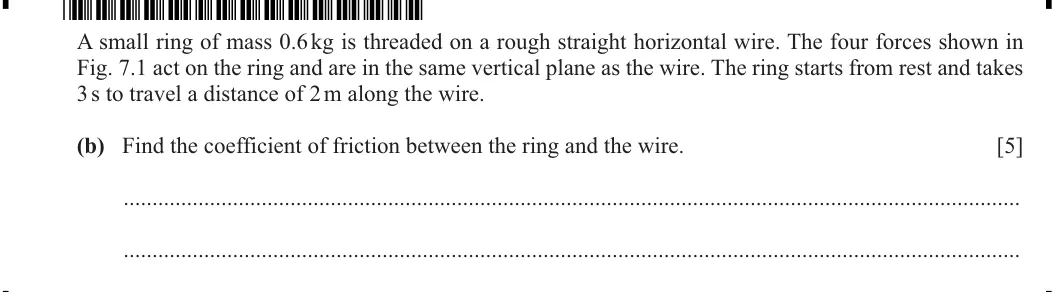 A small ring of mass 0.6 kg is threaded on a rough straight horizontal wire. The four forces shown in
Fig. 7.1 act on the ring and are in the same vertical plane as the wire. The ring starts from rest and takes
3 s to travel a distance of 2 m along the wire.
(b) Find the coefficient of friction between the ring and the wire. [5]